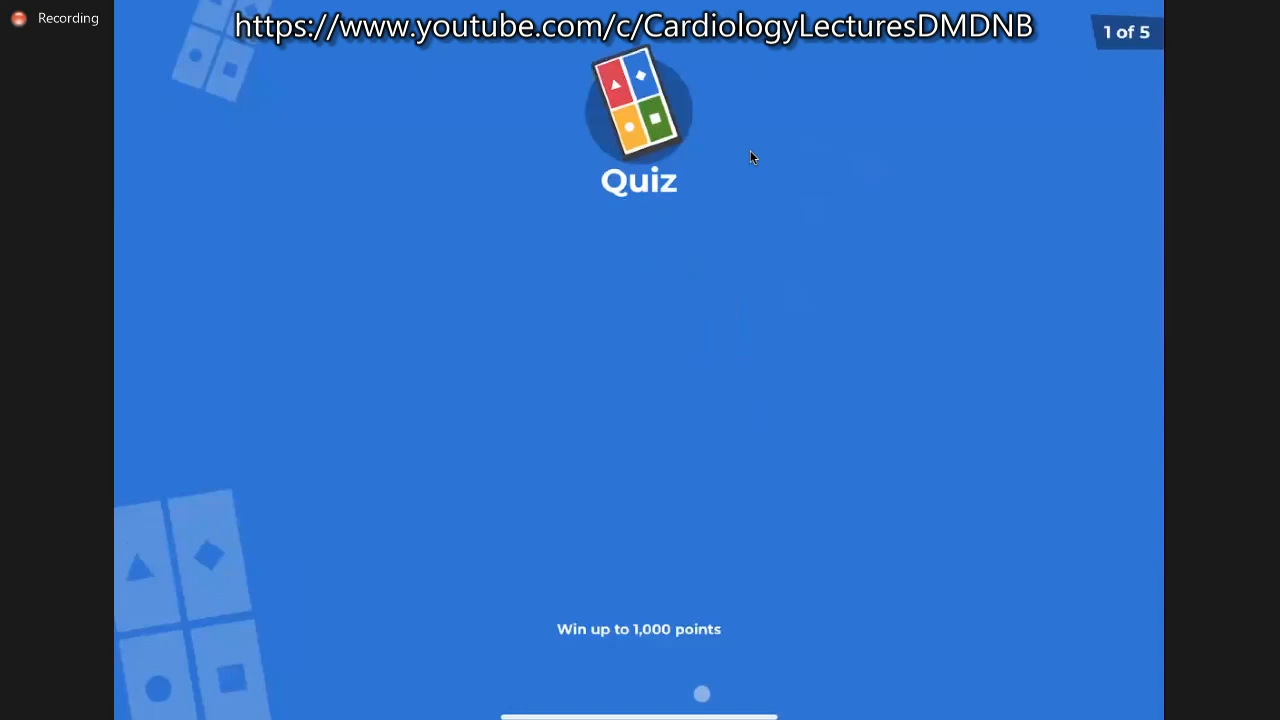 Recording
https://www.youtube.com/c/CardiologyLecturesDMDNB
1 of 5
Quiz
Win up to 1,000 points